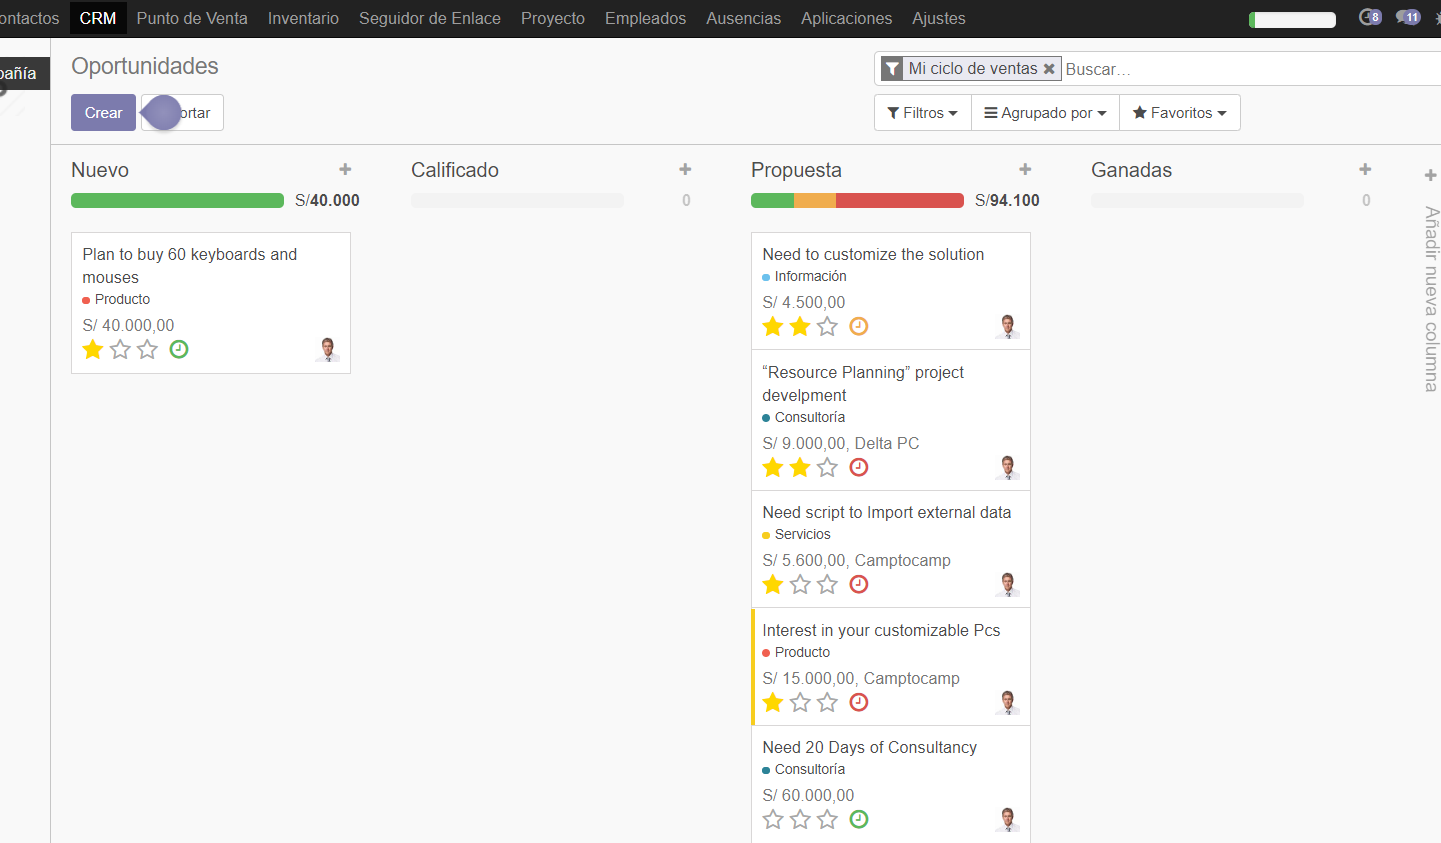 ontactos CRM Punto de Venta Inventario Seguidor de Enlace Proyecto Empleados Ausencias Aplicaciones Ajustes 8 11
pañía
Oportunidades
Mi ciclo de ventas Buscar...
Crear ortar
Filtros Agrupado por Favoritos
Nuevo
S/40.000
Plan to buy 60 keyboards and
mouses
Producto
S/ 40.000,00
Calificado
0
Propuesta
S/94.100
Need to customize the solution
Información
S/ 4.500,00
“Resource Planning” project
develpment
Consultoría
S/ 9.000,00, Delta PC
Need script to Import external data
Servicios
S/ 5.600,00, Camptocamp
Interest in your customizable Pcs
Producto
S/ 15.000,00, Camptocamp
Need 20 Days of Consultancy
Consultoría
S/ 60.000,00
Ganadas
0
Añadir nueva columna